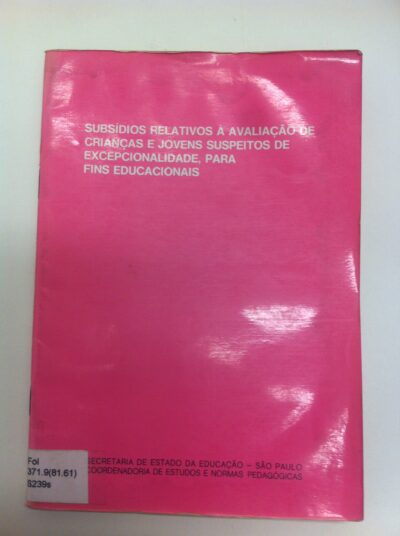 SUBSÍDIOS RELATIVOS À AVALIAÇÃO DE
CRIANÇAS E JOVENS SUSPEITOS DE
EXCEPCIONALIDADE, PARA
FINS EDUCACIONAIS
Fol
371.9(81.61)
S239s
SECRETARIA DE ESTADO DA EDUCAÇÃO — SÃO PAULO
COORDENADORIA DE ESTUDOS E NORMAS PEDAGÓGICAS